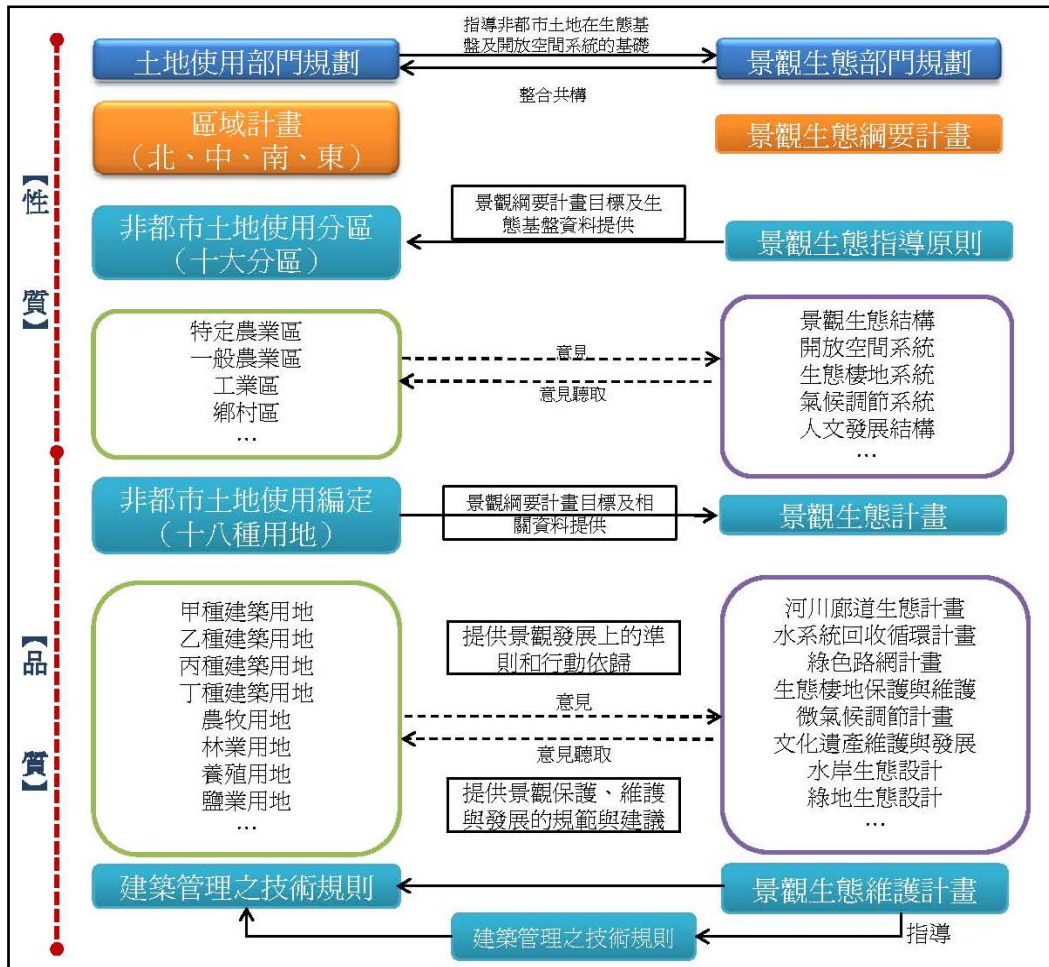 指導非都市土地在生態基
盤及開放空間系統的基礎
土地使用部門規劃
景觀生態部門規劃
整合共構
區域計畫
（北、中、南、東）
景觀生態綱要計畫
【性質】
景觀綱要計畫目標及生
態基盤資料提供
非都市土地使用分區
（十大分區）
景觀生態指導原則
特定農業區
一般農業區
工業區
鄉村區
…
意見
意見聽取
景觀生態結構
開放空間系統
生態棲地系統
氣候調節系統
人文發展結構
…
非都市土地使用編定
（十八種用地）
景觀綱要計畫目標及相
關資料提供
景觀生態計畫
【品質】
甲種建築用地
乙種建築用地
丙種建築用地
丁種建築用地
農牧用地
林業用地
養殖用地
鹽業用地
…
提供景觀發展上的準
則和行動依歸
意見
意見聽取
提供景觀保護、維護
與發展的規範與建議
河川廊道生態計畫
水系統回收循環計畫
綠色路網計畫
生態棲地保護與維護
微氣候調節計畫
文化遺產維護與發展
水岸生態設計
綠地生態設計
…
建築管理之技術規則
景觀生態維護計畫
建築管理之技術規則
指導